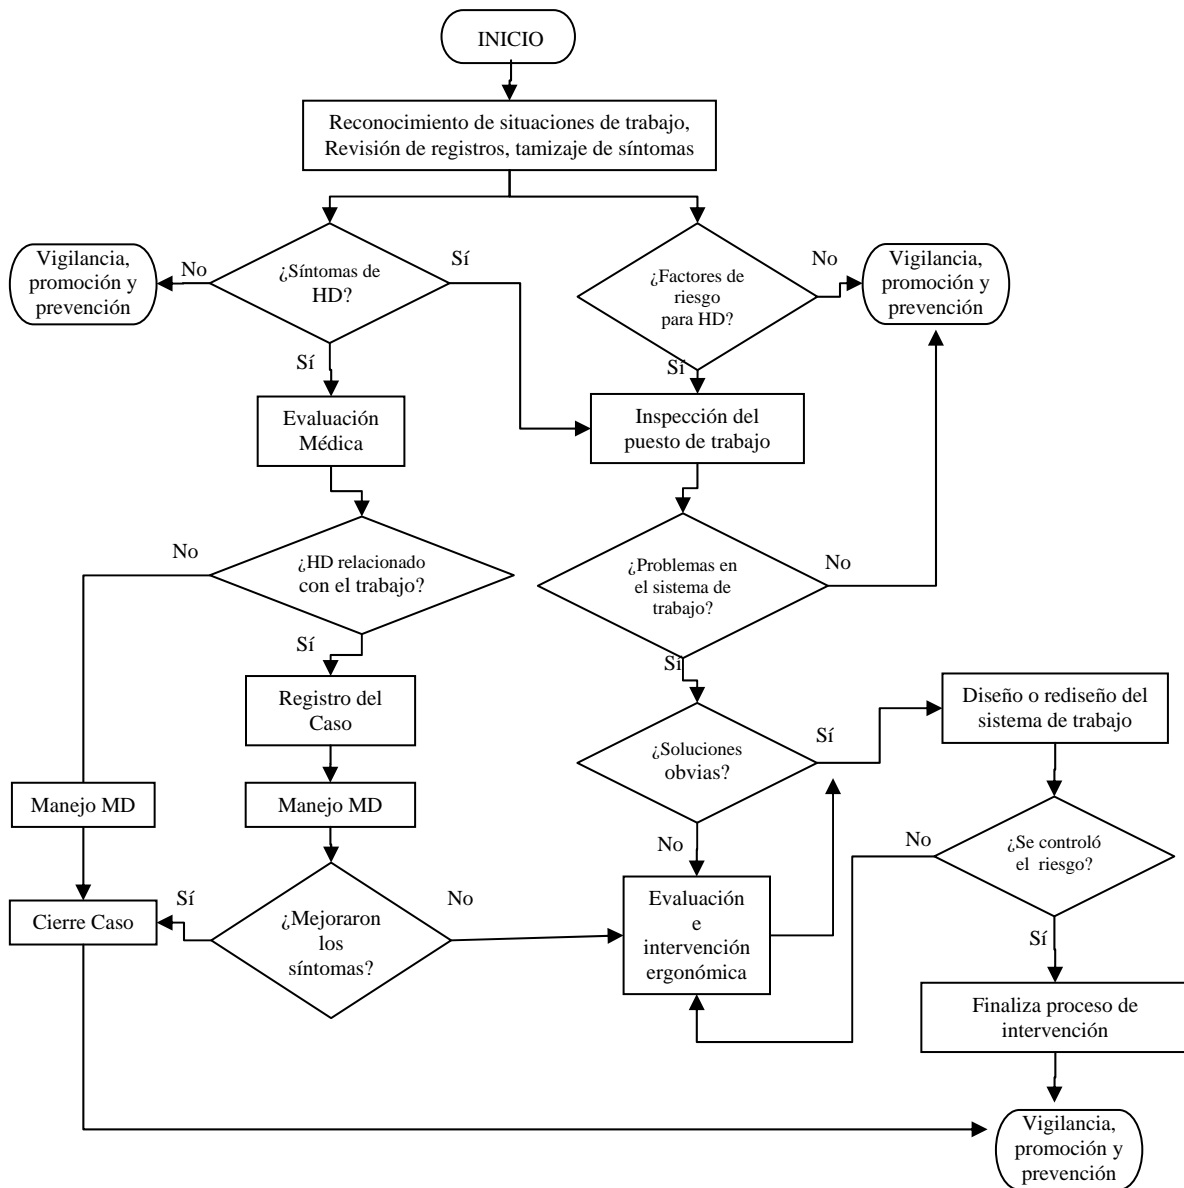 INICIO
Reconocimiento de situaciones de trabajo,
Revisión de registros, tamizaje de síntomas
Vigilancia,
promoción y
prevención
No
¿Síntomas de
HD?
Sí
¿Factores de
riesgo
para HD?
No
Vigilancia,
promoción y
prevención
Sí
Sí
Evaluación
Médica
Inspección del
puesto de trabajo
No
¿HD relacionado
con el trabajo?
¿Problemas en
el sistema de
trabajo?
No
Sí
Sí
Registro del
Caso
Diseño o rediseño del
sistema de trabajo
¿Soluciones
obvias?
Sí
Manejo MD
Manejo MD
No
No
¿Se controló
el riesgo?
Sí
Cierre Caso
¿Mejoraron
los
síntomas?
No
Evaluación
e
intervención
ergonómica
Sí
Finaliza proceso de
intervención
Vigilancia,
promoción y
prevención